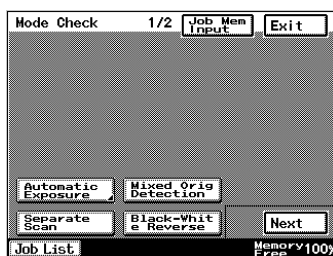 Mode Check 1/2 Job Mem Exit
Input
Automatic Mixed Orig
Exposure Detection
Separate Black-Whit
Scan e Reverse Next
Job List Memory 100%
Free